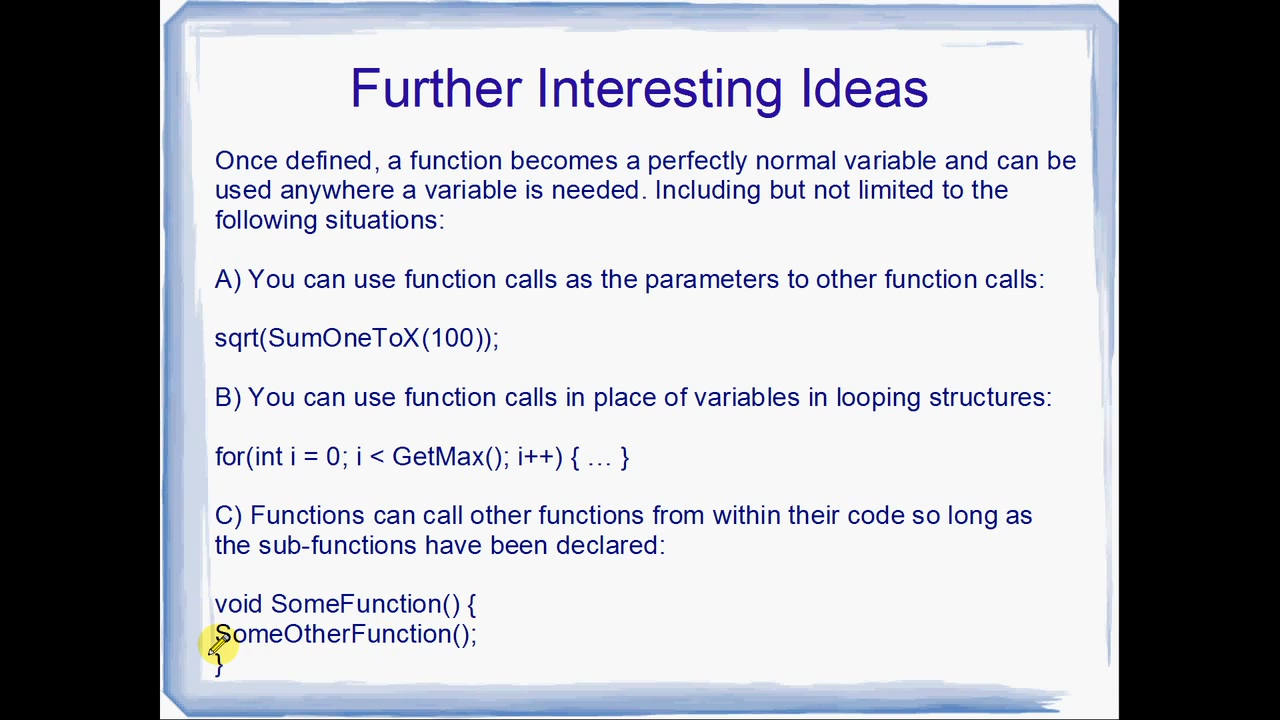 Further Interesting Ideas
Once defined, a function becomes a perfectly normal variable and can be
used anywhere a variable is needed. Including but not limited to the
following situations:
A) You can use function calls as the parameters to other function calls:
sqrt(SumOneToX(100));
B) You can use function calls in place of variables in looping structures:
for(int i = 0; i < GetMax(); i++) { … }
C) Functions can call other functions from within their code so long as
the sub-functions have been declared:
void SomeFunction() {
SomeOtherFunction();
}